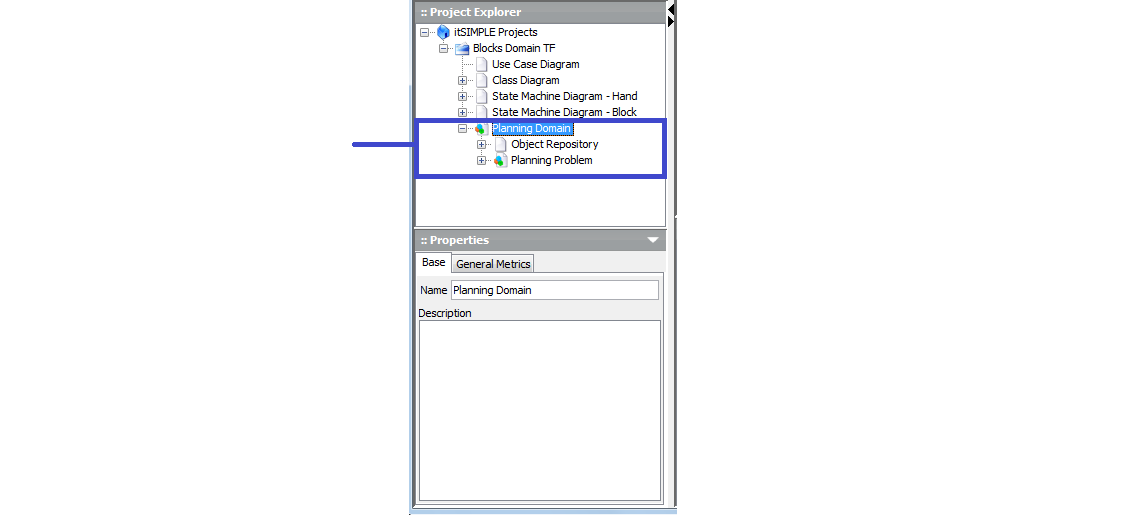 :: Project Explorer
itSIMPLE Projects
Blocks Domain TF
Use Case Diagram
Class Diagram
State Machine Diagram - Hand
State Machine Diagram - Block
Planning Domain
Object Repository
Planning Problem
:: Properties
Base General Metrics
Name Planning Domain
Description